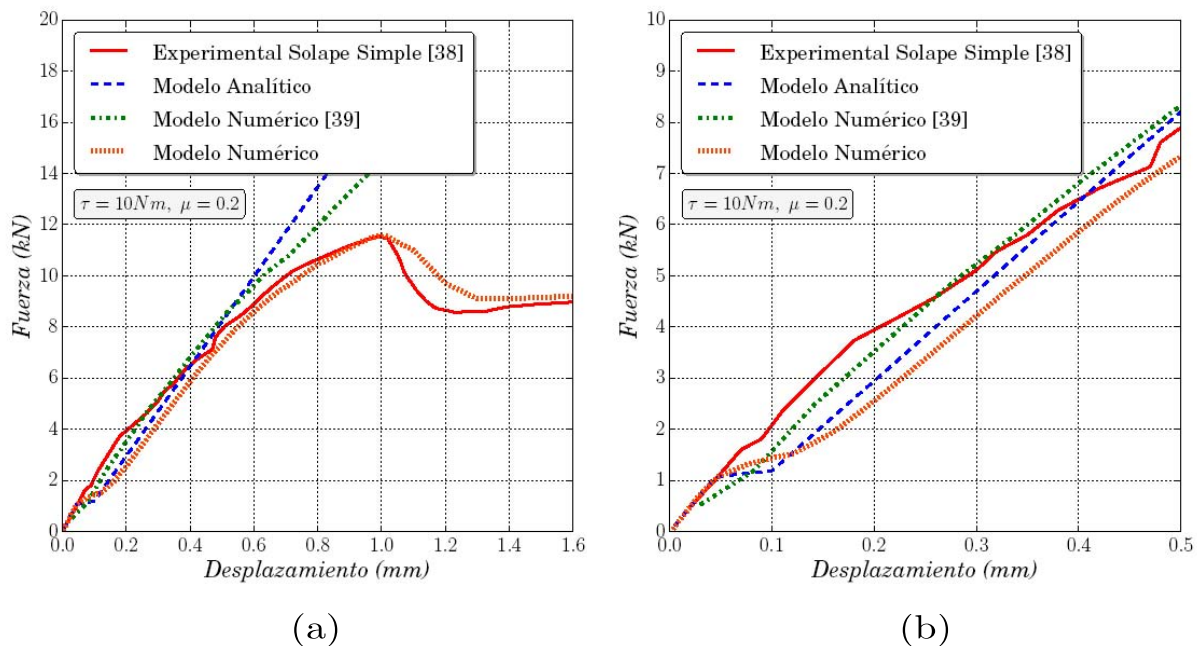 20
18
16
14
12
10
8
6
4
2
0
Fuerza (kN)
Experimental Solape Simple [38]
Modelo Analítico
Modelo Numérico [39]
Modelo Numérico
τ = 10Nm, μ = 0.2
0.0 0.2 0.4 0.6 0.8 1.0 1.2 1.4 1.6
Desplazamiento (mm)
(a)
10
9
8
7
6
5
4
3
2
1
0
Fuerza (kN)
Experimental Solape Simple [38]
Modelo Analítico
Modelo Numérico [39]
Modelo Numérico
τ = 10Nm, μ = 0.2
0.0 0.1 0.2 0.3 0.4 0.5
Desplazamiento (mm)
(b)